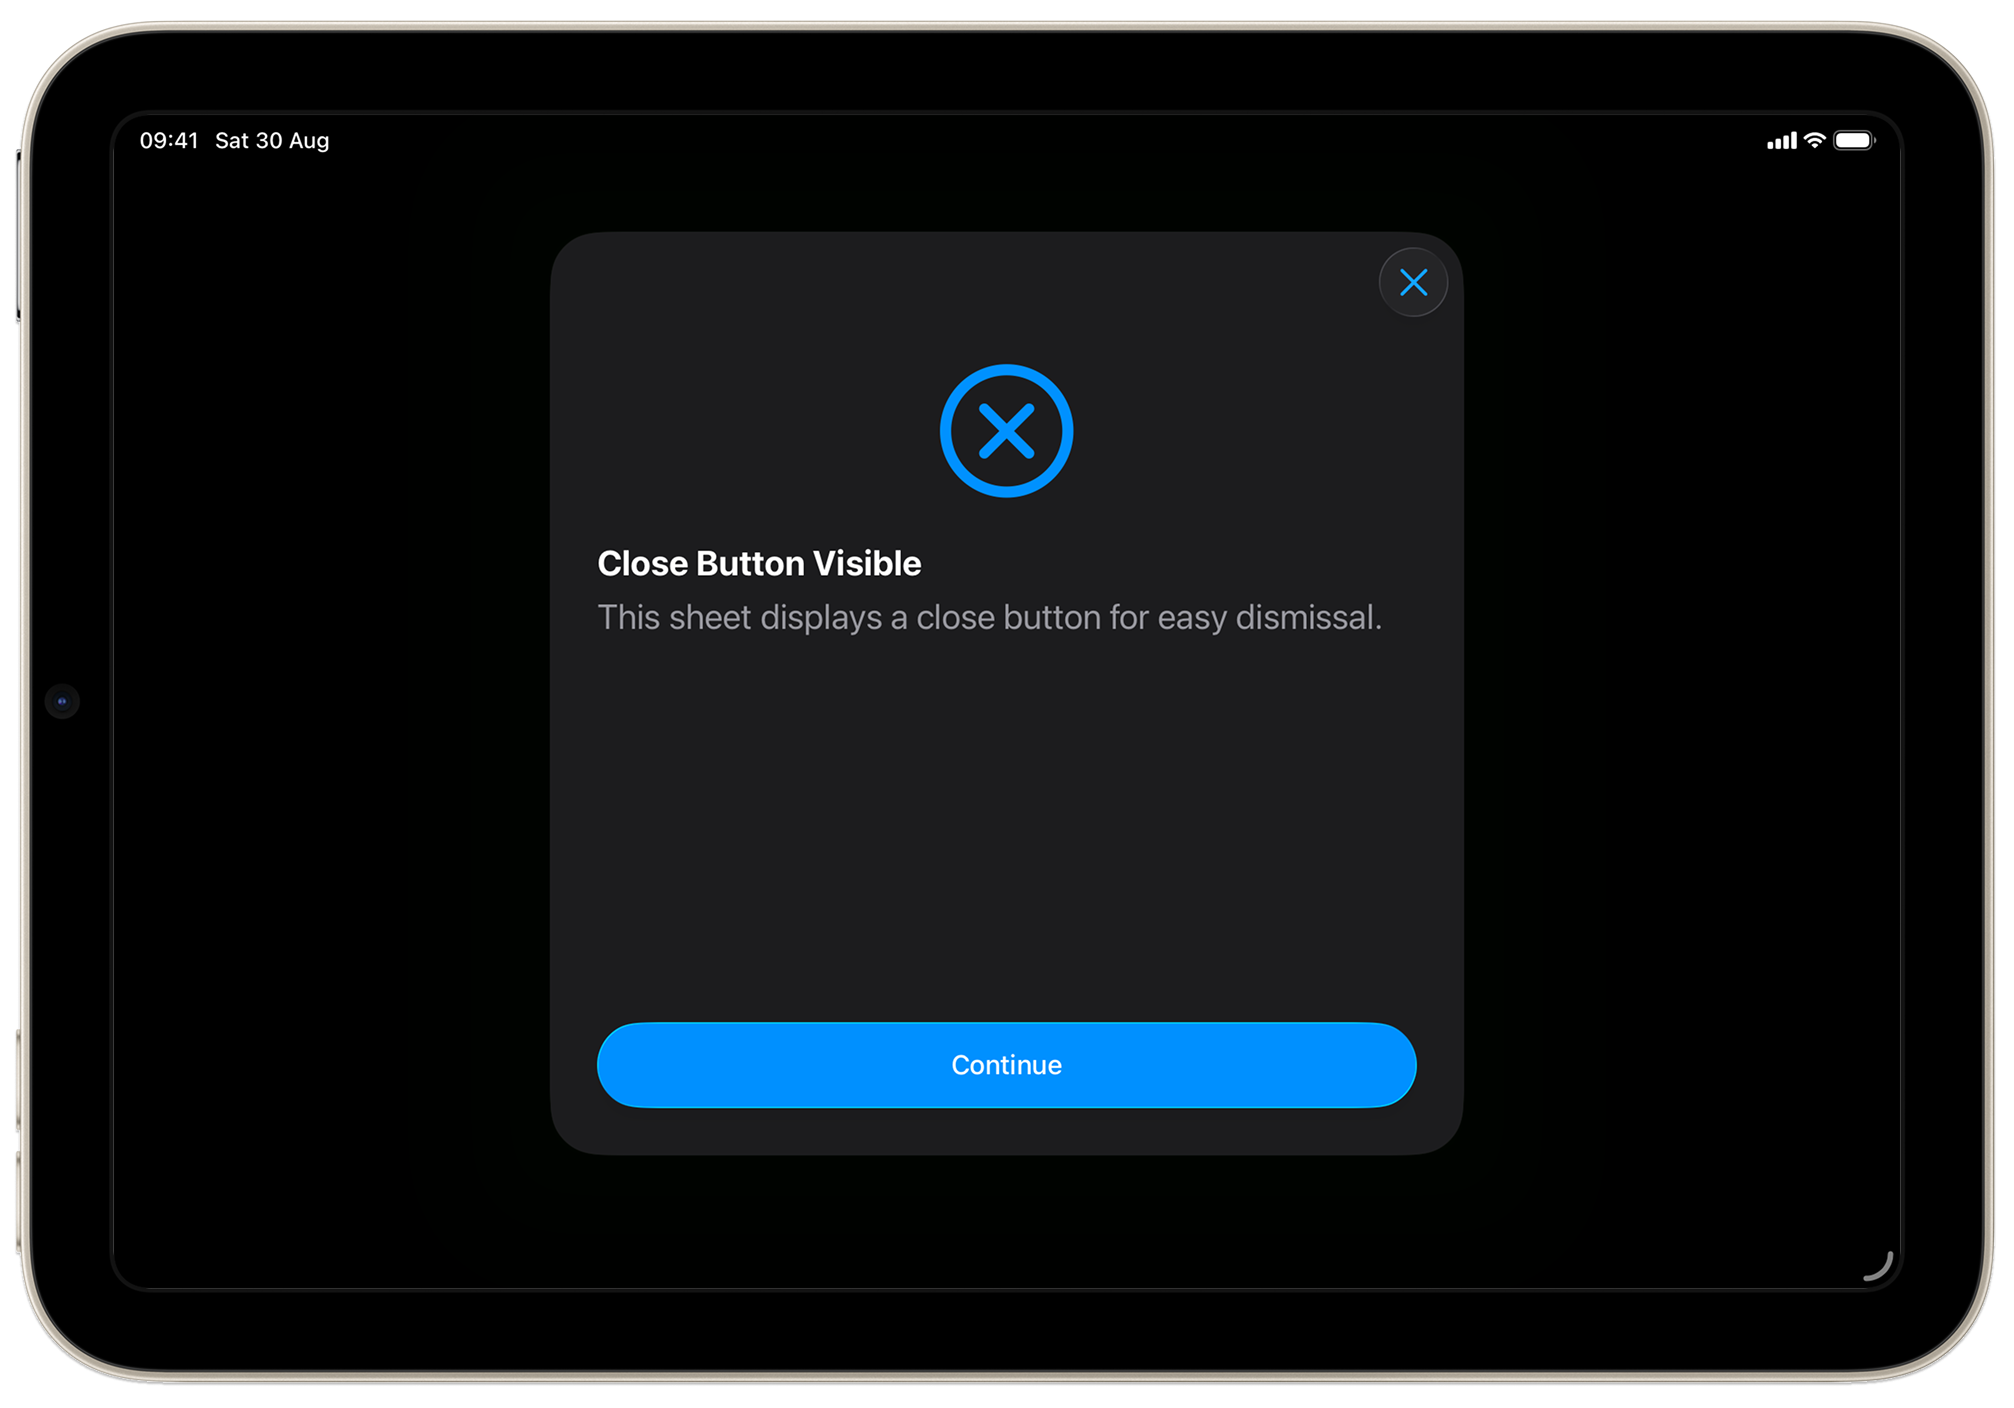 09:41 Sat 30 Aug
Close Button Visible
This sheet displays a close button for easy dismissal.
Continue